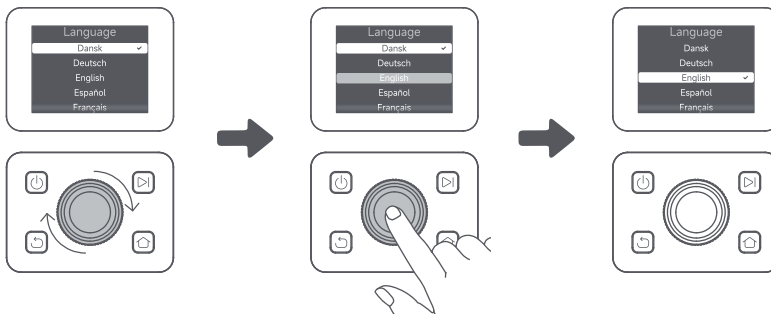 Language
Dansk
Deutsch
English
Español
Français
Language
Dansk
Deutsch
English
Español
Français
Language
Dansk
Deutsch
English
Español
Français